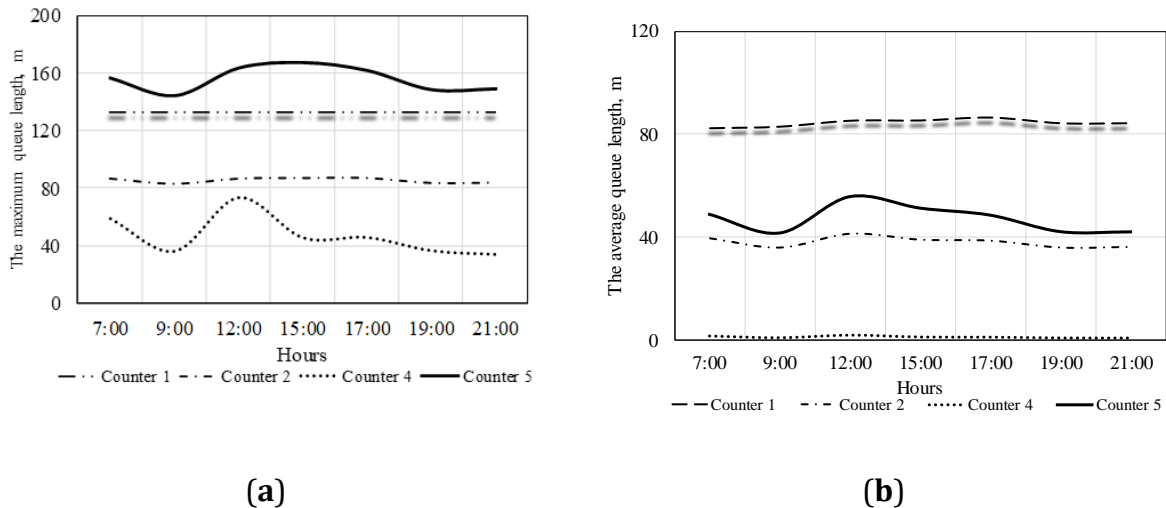 The maximum queue length, m
200
160
120
80
40
0
7:00 9:00 12:00 15:00 17:00 19:00 21:00
Hours
Counter 1 Counter 2 Counter 4 Counter 5
(a)
The average queue length, m
120
80
40
0
7:00 9:00 12:00 15:00 17:00 19:00 21:00
Hours
Counter 1 Counter 2 Counter 4 Counter 5
(b)